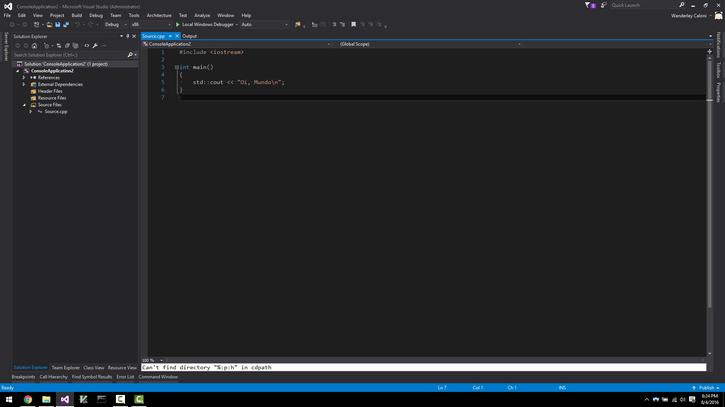 ConsoleApplication2 - Microsoft Visual Studio (Administrator)
Quick Launch
File Edit View Project Build Debug Team Tools Architecture Test Analyze Window Help
Wanderley Caloni
Debug x86 Local Windows Debugger Auto
Server Explorer
Solution Explorer
Search Solution Explorer (Ctrl+;)
Solution 'ConsoleApplication2' (1 project)
ConsoleApplication2
References
External Dependencies
Header Files
Resource Files
Source Files
Source.cpp
Source.cpp Output
ConsoleApplication2 (Global Scope)
1 #include <iostream>
2
3 int main()
4 {
5 std::cout << "Oi, Mundo\n";
6 }
7
Notifications
Toolbox
Properties
100 %
Can't find directory "%:p:h" in cdpath
Solution Explorer Team Explorer Class View Resource View
Breakpoints Call Hierarchy Find Symbol Results Error List Command Window
Ready Ln 7 Col 1 Ch 1 INS Publish
6:24 PM
8/4/2016